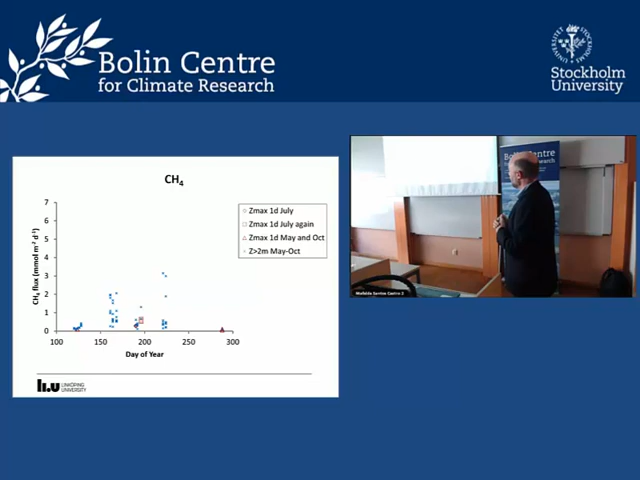 Bolin Centre
for Climate Research
Stockholm
University
CH4
CH4 flux (mmol m-2 d-1)
7
6
5
4
3
2
1
0
100
150
200
250
300
Day of Year
Zmax 1d July
Zmax 1d July again
Zmax 1d May and Oct
Z>2m May-Oct
LINKÖPING
UNIVERSITY
Bolin Centre